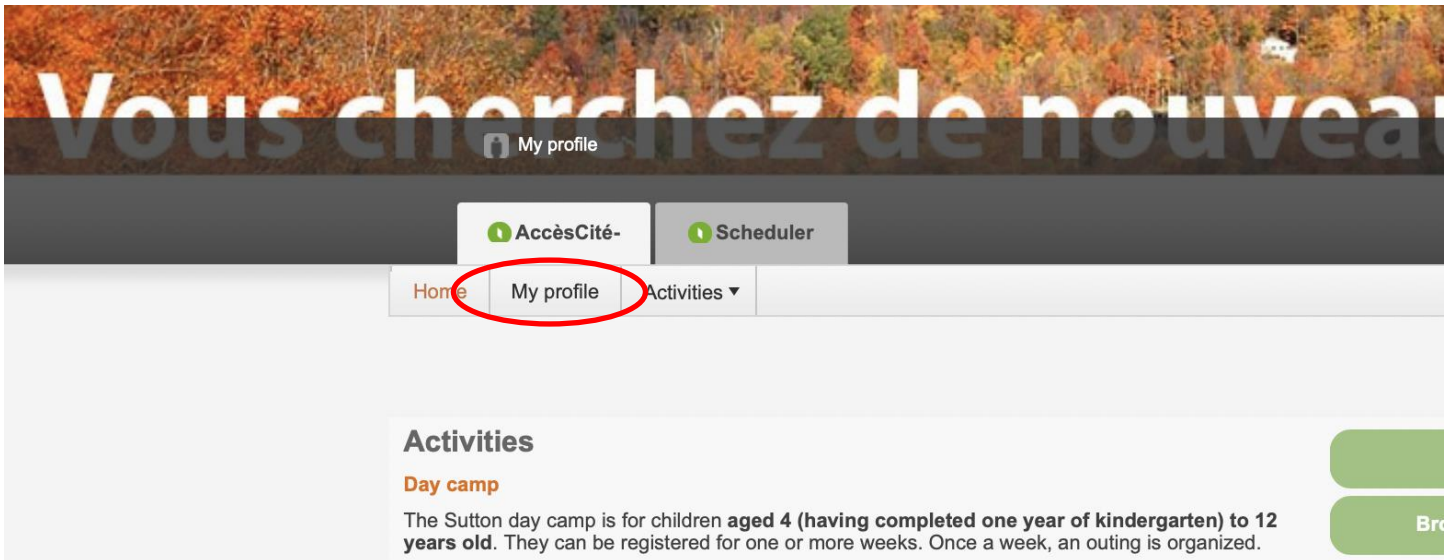 Vous cherchez de nouveau
My profile
AccèsCité-
Scheduler
Home
My profile
Activities ▼
Activities
Day camp
The Sutton day camp is for children aged 4 (having completed one year of kindergarten) to 12
years old. They can be registered for one or more weeks. Once a week, an outing is organized.